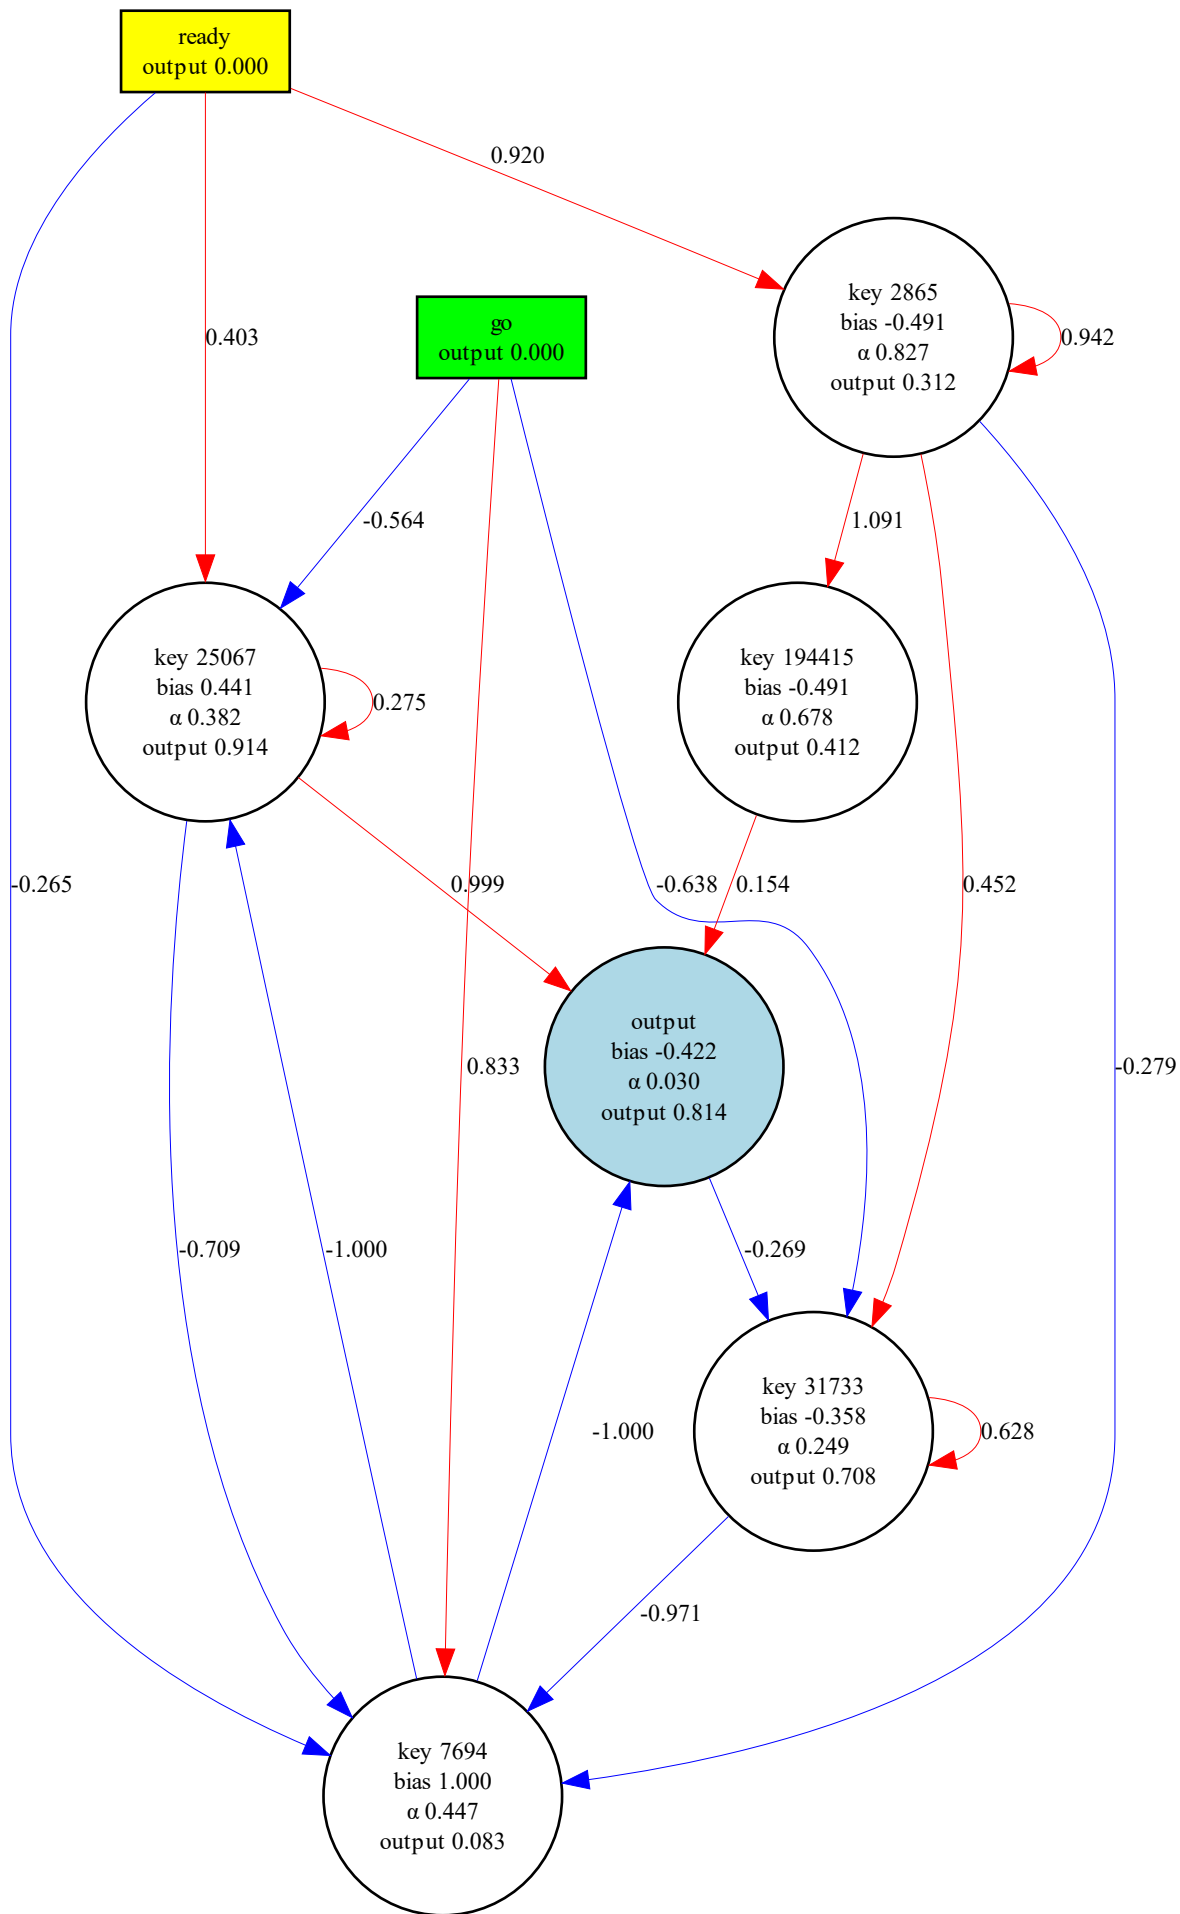 ready
output 0.000
0.920
key 2865
bias -0.491
α 0.827
output 0.312
0.942
go
output 0.000
0.403
-0.564
1.091
key 25067
bias 0.441
α 0.382
output 0.914
0.275
key 194415
bias -0.491
α 0.678
output 0.412
-0.265
0.999
-0.638
0.154
0.452
output
bias -0.422
α 0.030
output 0.814
0.833
-0.279
-0.709
-1.000
-0.269
key 31733
bias -0.358
α 0.249
output 0.708
-1.000
0.628
-0.971
key 7694
bias 1.000
α 0.447
output 0.083